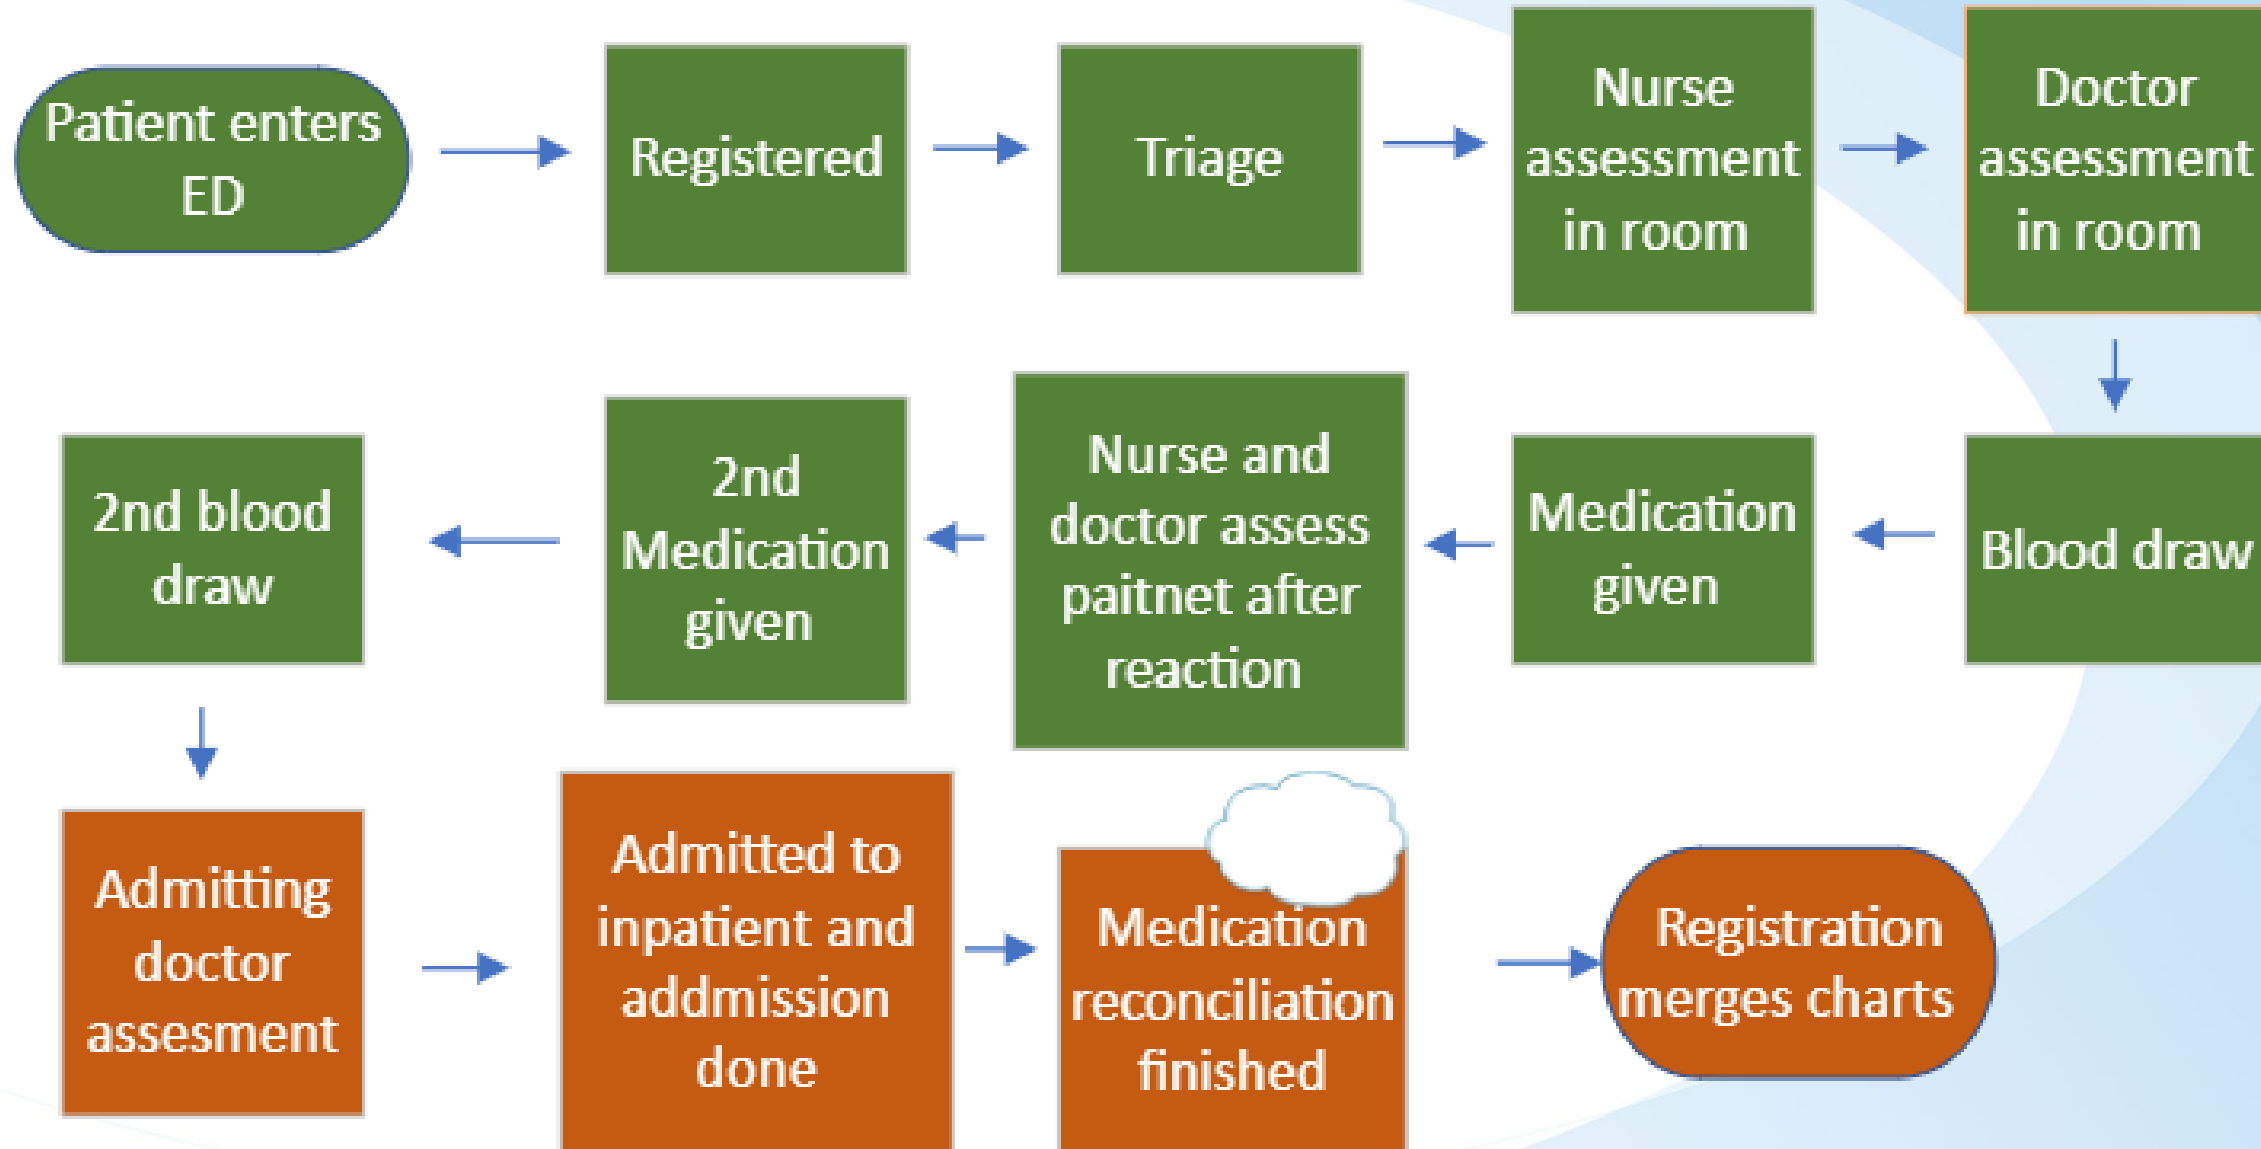 Patient enters
ED
Registered
Triage
Nurse
assessment
in room
Doctor
assessment
in room
Blood draw
Medication
given
Nurse and
doctor assess
paitnet after
reaction
2nd
Medication
given
2nd blood
draw
Admitting
doctor
assesment
Admitted to
inpatient and
addmission
done
Medication
reconciliation
finished
Registration
merges charts